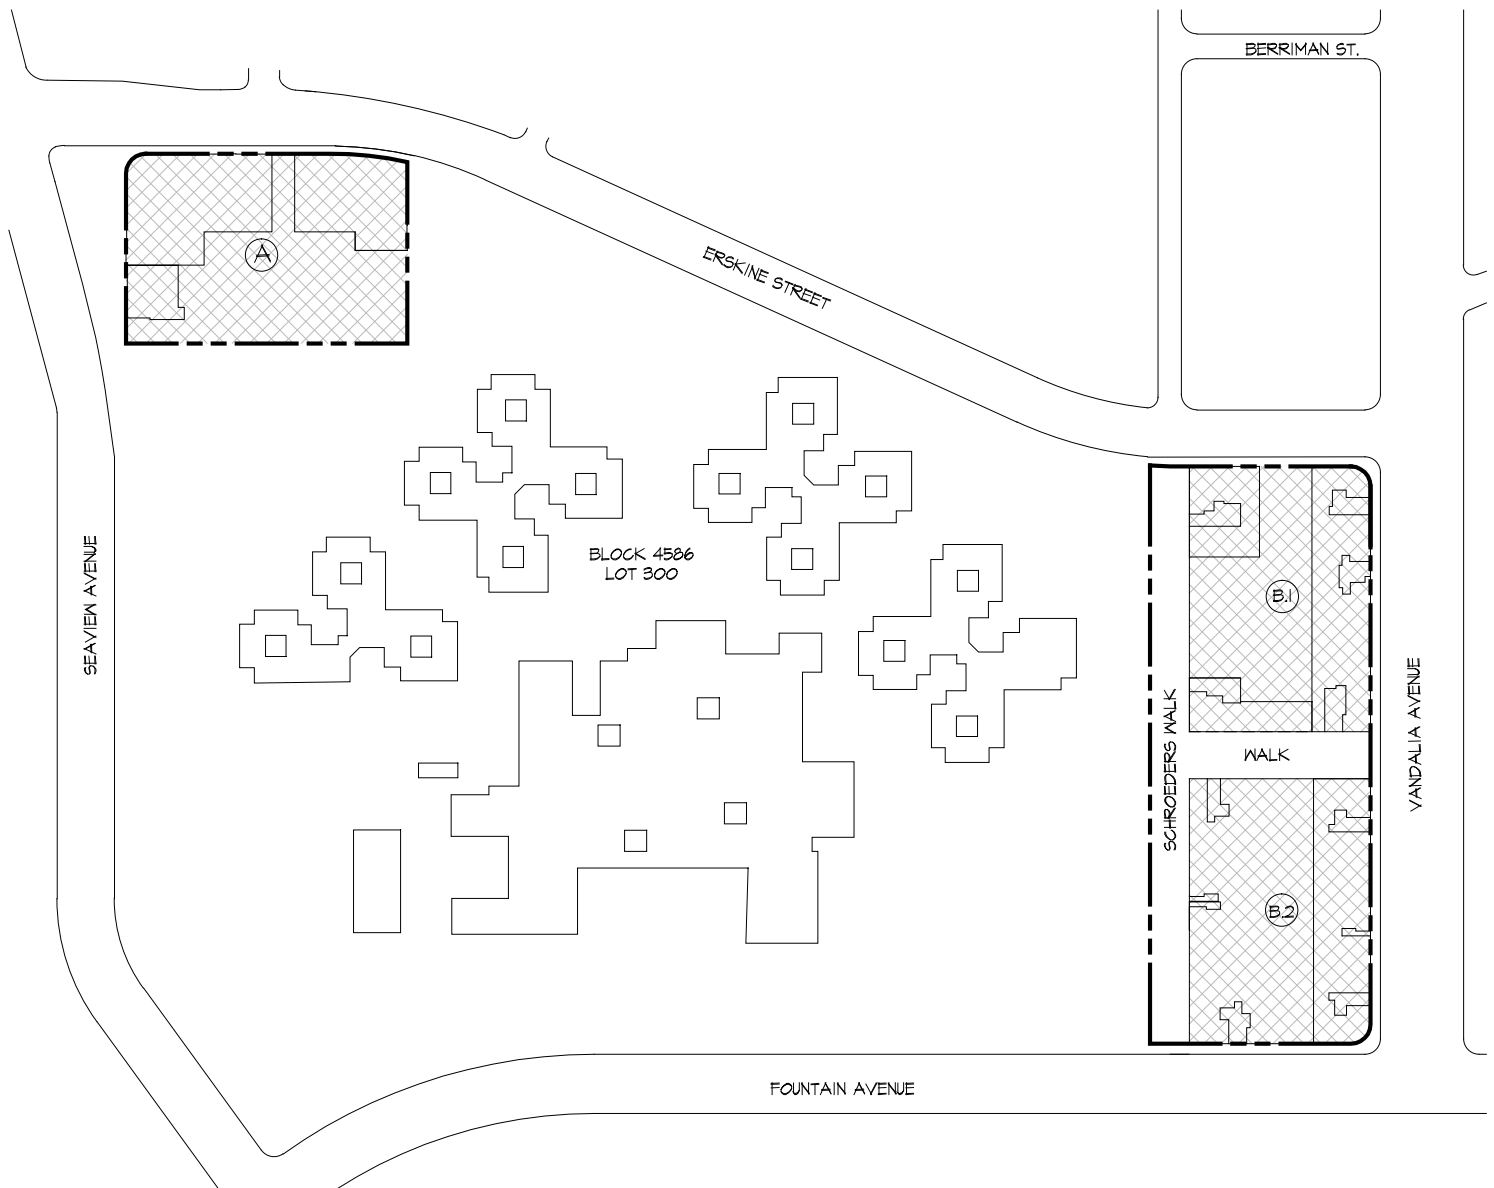 BERRIMAN ST.
A
ERSKINE STREET
BLOCK 4586
LOT 300
SEAVIEW AVENUE
B.1
SCHROEDERS WALK
WALK
VANDALIA AVENUE
B.2
FOUNTAIN AVENUE